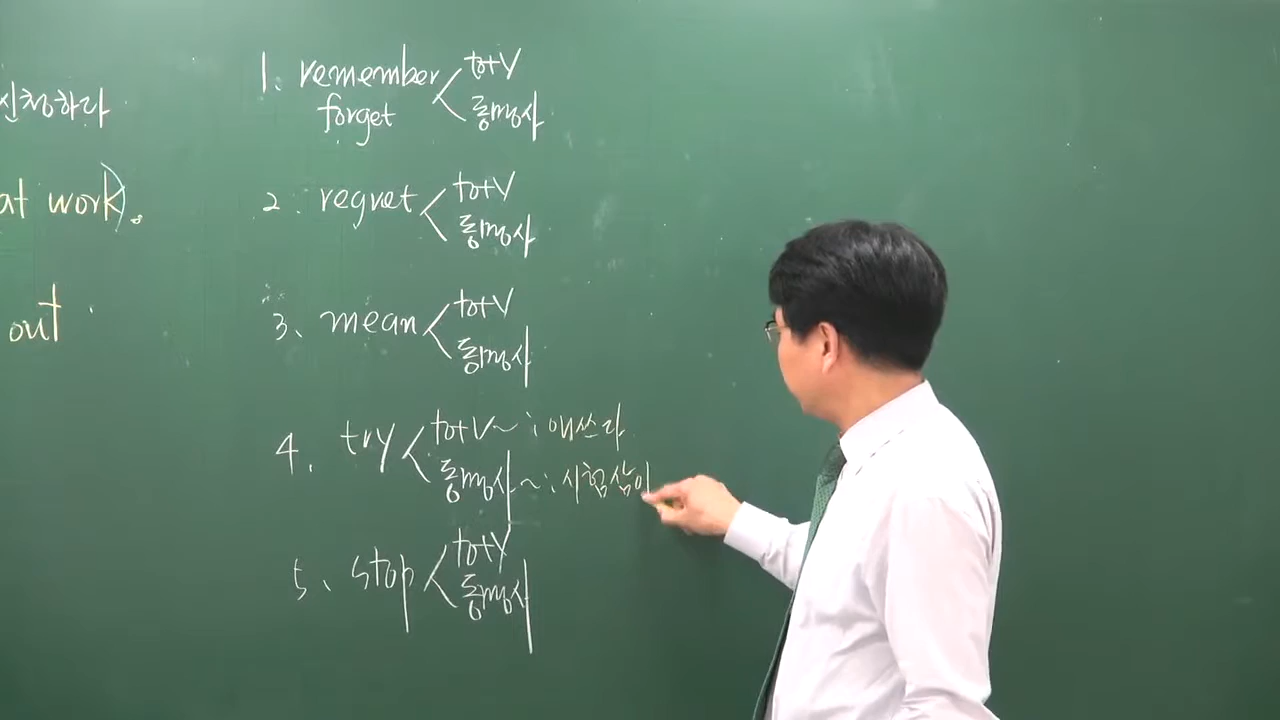 신청하다
at work).
out
1. remember to+V
forget 동명사
2. regret to+V
동명사
3. mean to+V
동명사
4. try to+V~ : 애쓰다
동명사~ : 시험삼아
5. stop to+V
동명사